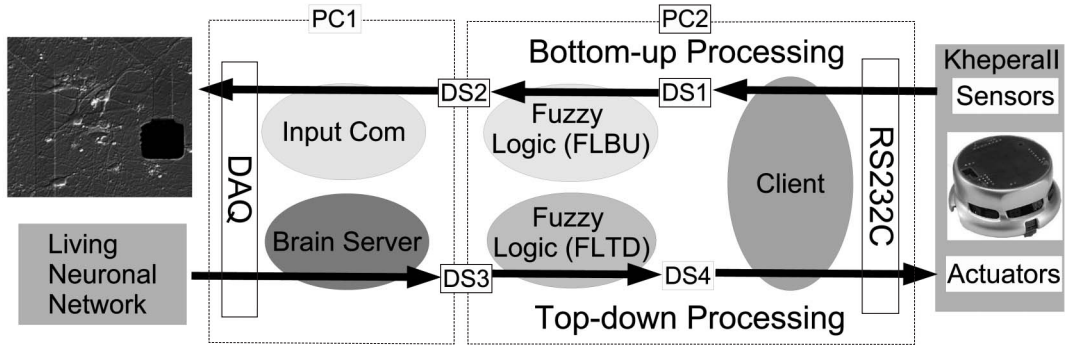 PC1
PC2
Bottom-up Processing
KheperaII
Sensors
DS2
DS1
Input Com
Fuzzy
Logic (FLBU)
DAQ
Client
RS232C
Living
Neuronal
Network
Brain Server
Fuzzy
Logic (FLTD)
DS3
DS4
Actuators
Top-down Processing